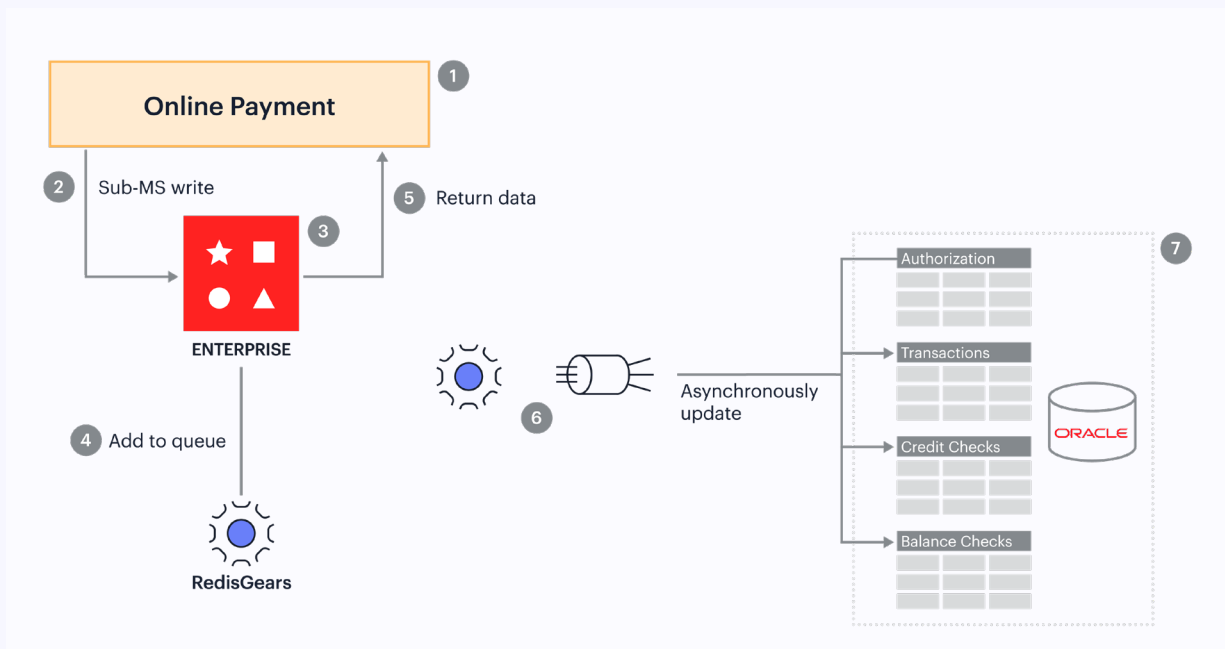 1
Online Payment
2
Sub-MS write
5
Return data
3
ENTERPRISE
4
Add to queue
RedisGears
6
Asynchronously
update
7
Authorization
Transactions
Credit Checks
Balance Checks
ORACLE